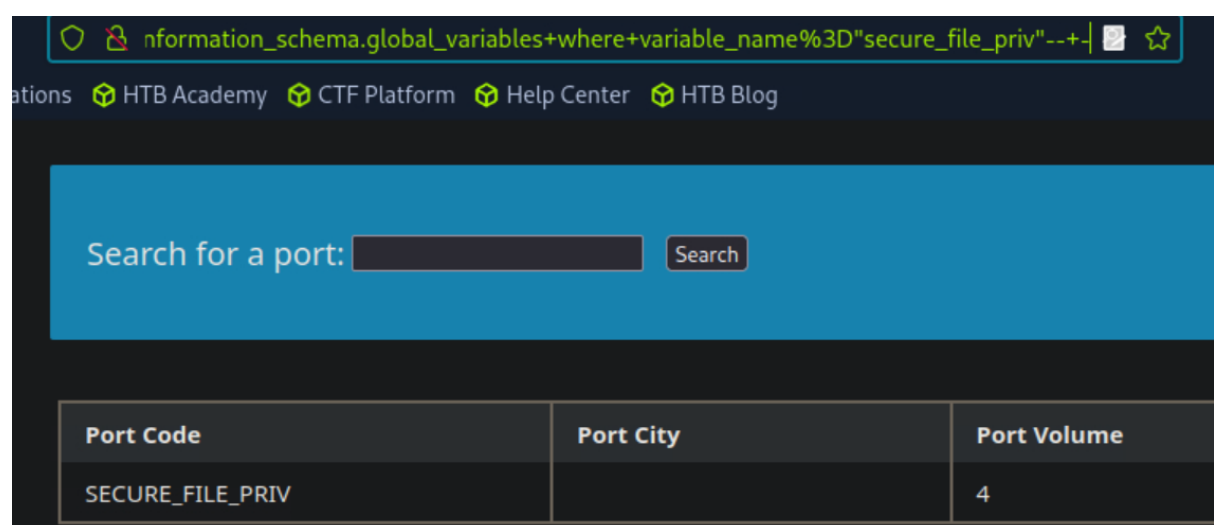 nformation_schema.global_variables+where+variable_name%3D"secure_file_priv"--+-
ations HTB Academy CTF Platform Help Center HTB Blog
Search for a port: Search
Port Code Port City Port Volume
SECURE_FILE_PRIV 4